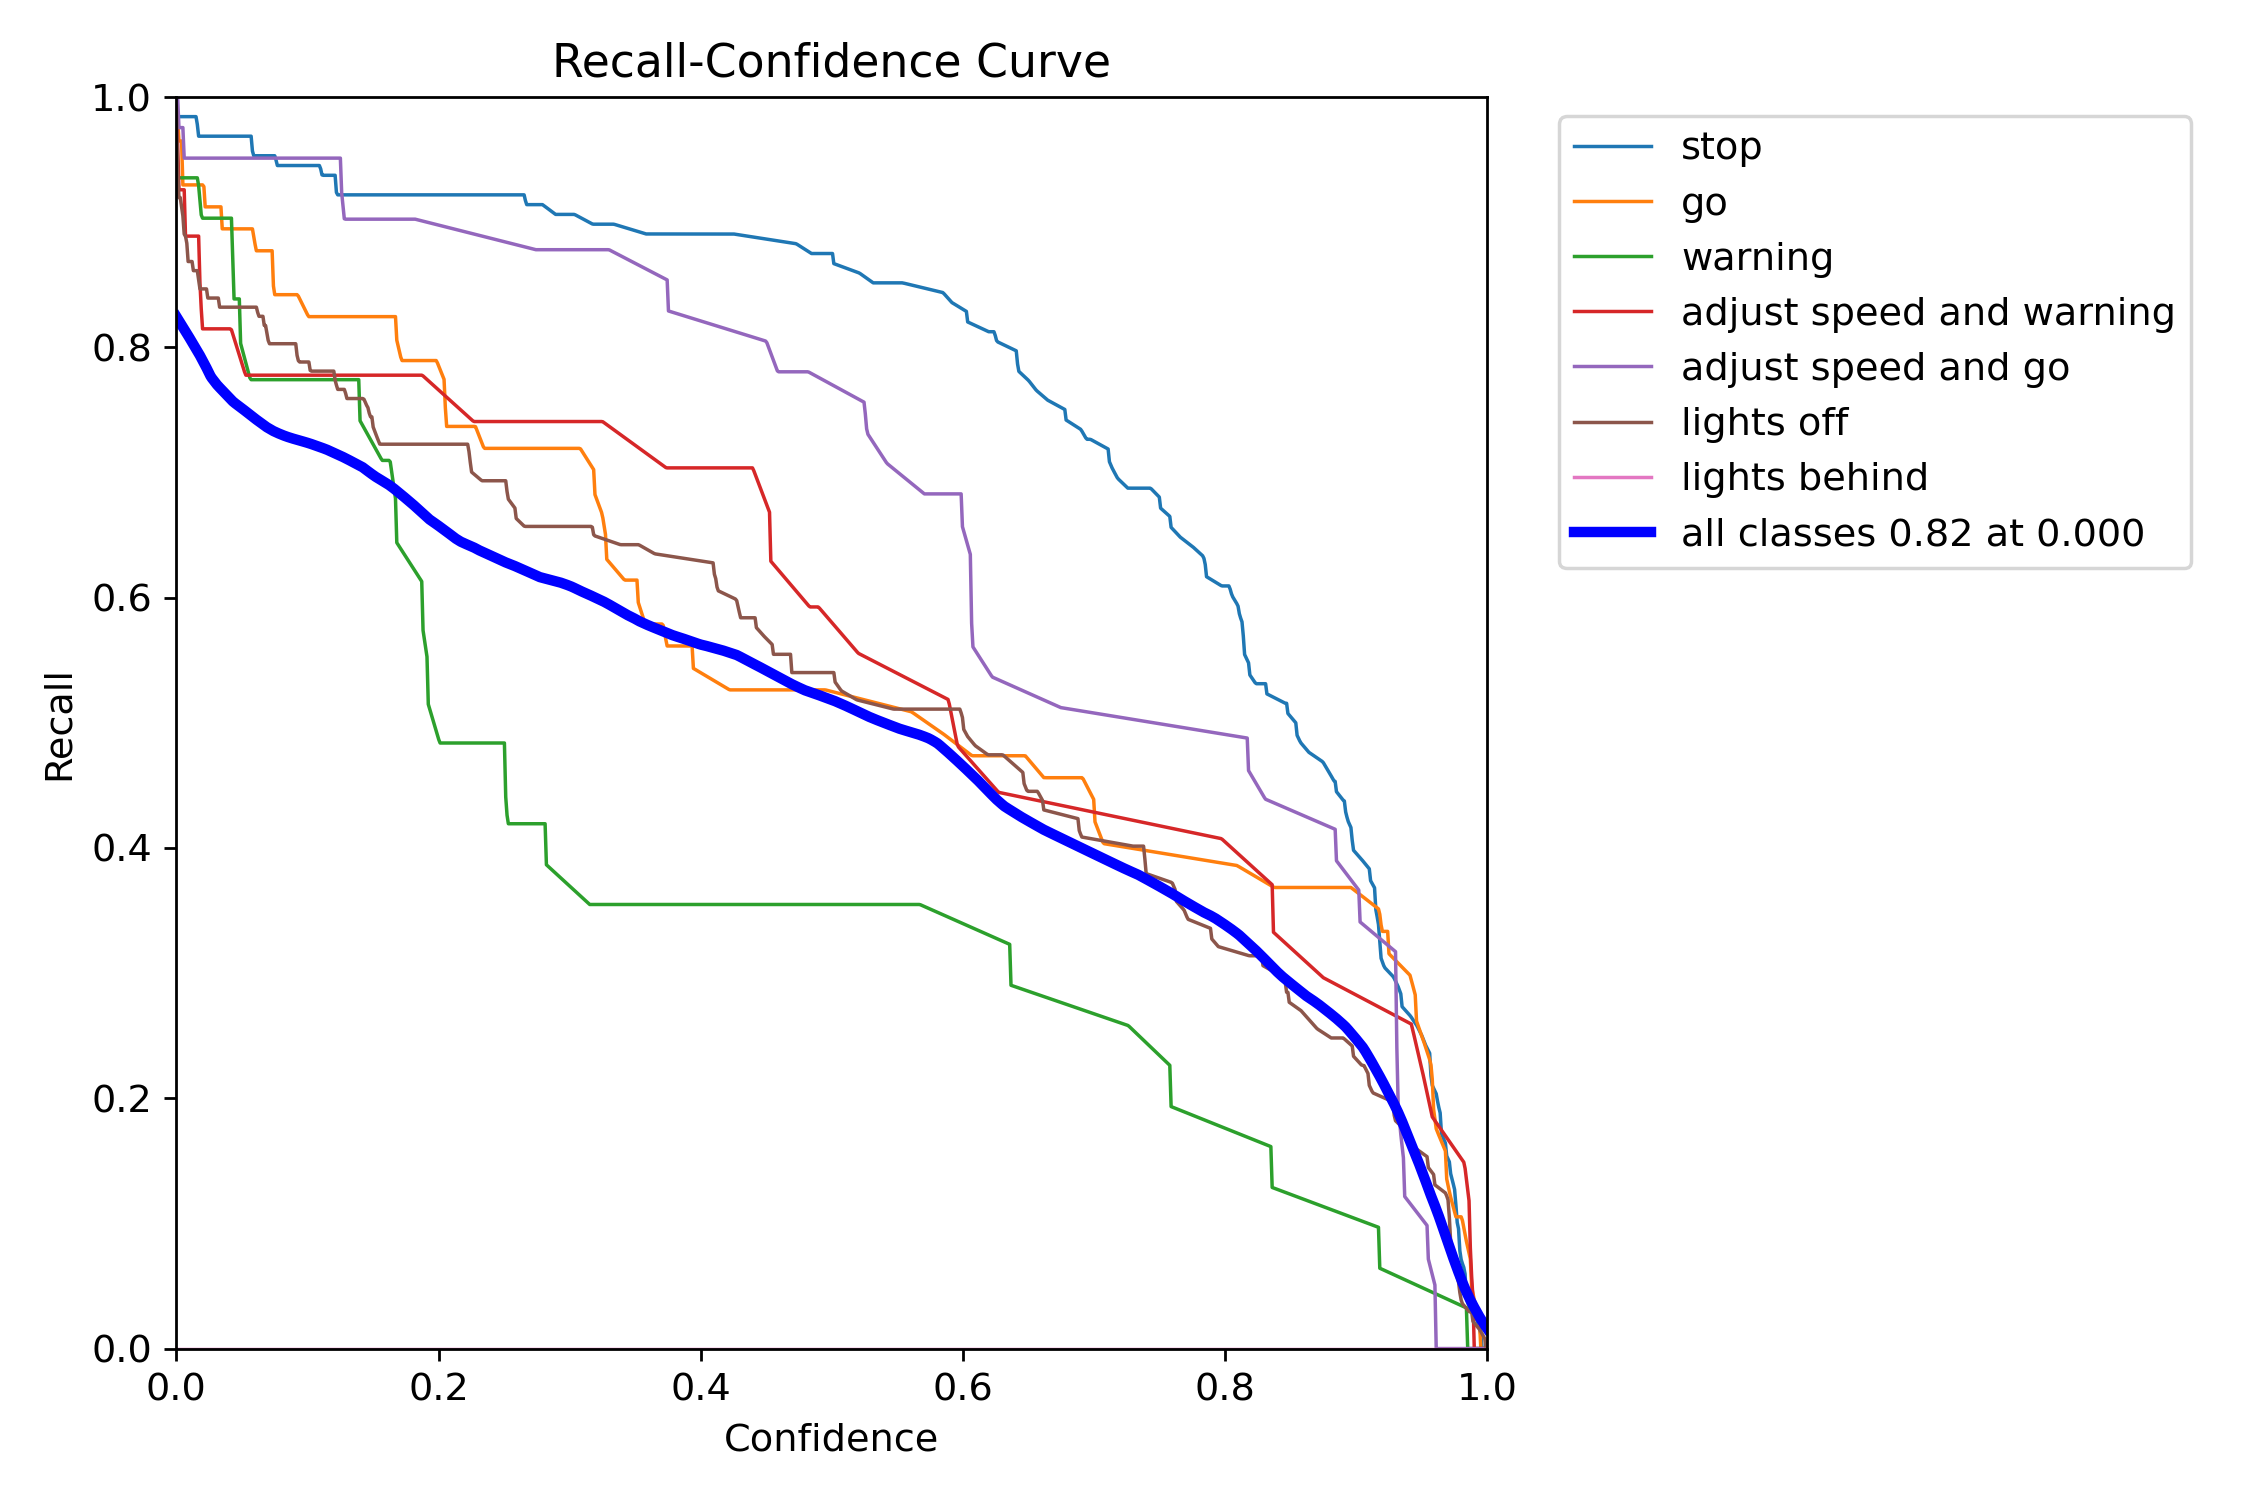 Recall-Confidence Curve
1.0
0.8
0.6
0.4
0.2
0.0
Recall
0.0 0.2 0.4 0.6 0.8 1.0
Confidence
stop
go
warning
adjust speed and warning
adjust speed and go
lights off
lights behind
all classes 0.82 at 0.000